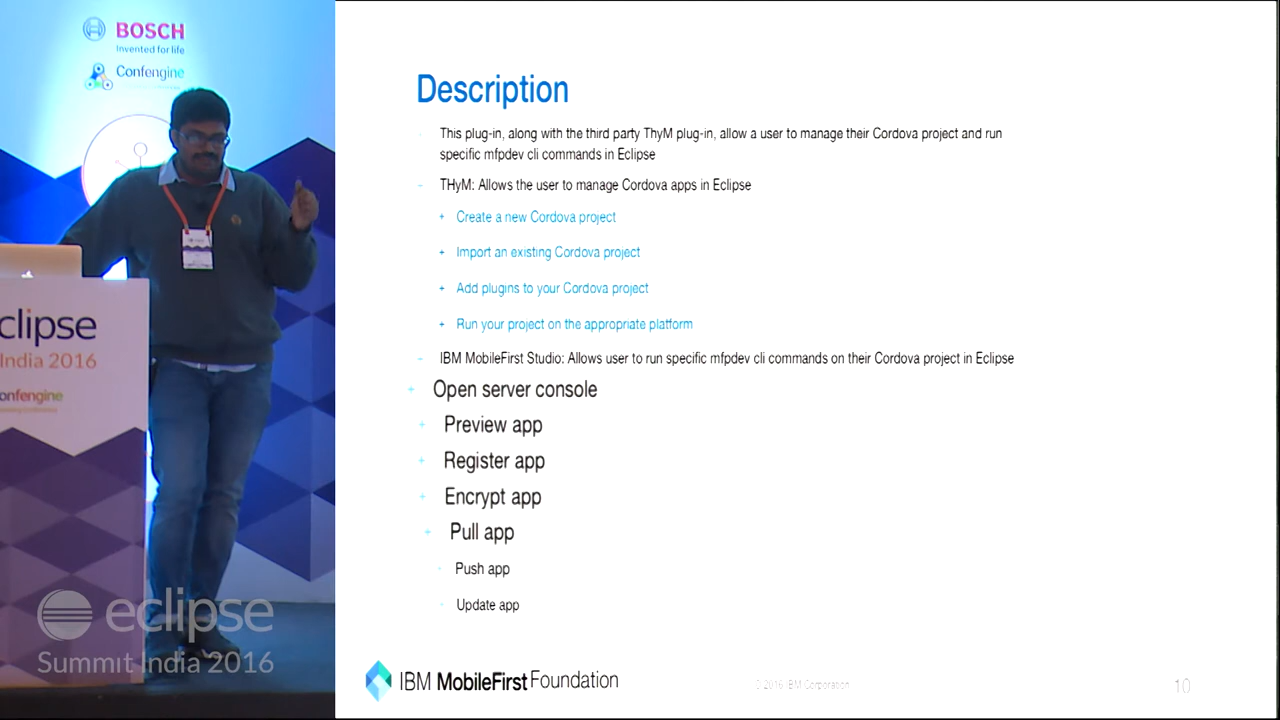 BOSCH
Invented for life
Confengine
clipse
India 2016
onfengine
eclipse
Summit India 2016
Description
This plug-in, along with the third party ThyM plug-in, allow a user to manage their Cordova project and run
specific mfpdev cli commands in Eclipse
- THyM: Allows the user to manage Cordova apps in Eclipse
+ Create a new Cordova project
+ Import an existing Cordova project
+ Add plugins to your Cordova project
+ Run your project on the appropriate platform
- IBM MobileFirst Studio: Allows user to run specific mfpdev cli commands on their Cordova project in Eclipse
+ Open server console
+ Preview app
+ Register app
+ Encrypt app
+ Pull app
Push app
Update app
IBM MobileFirst Foundation
© 2016 IBM Corporation
10